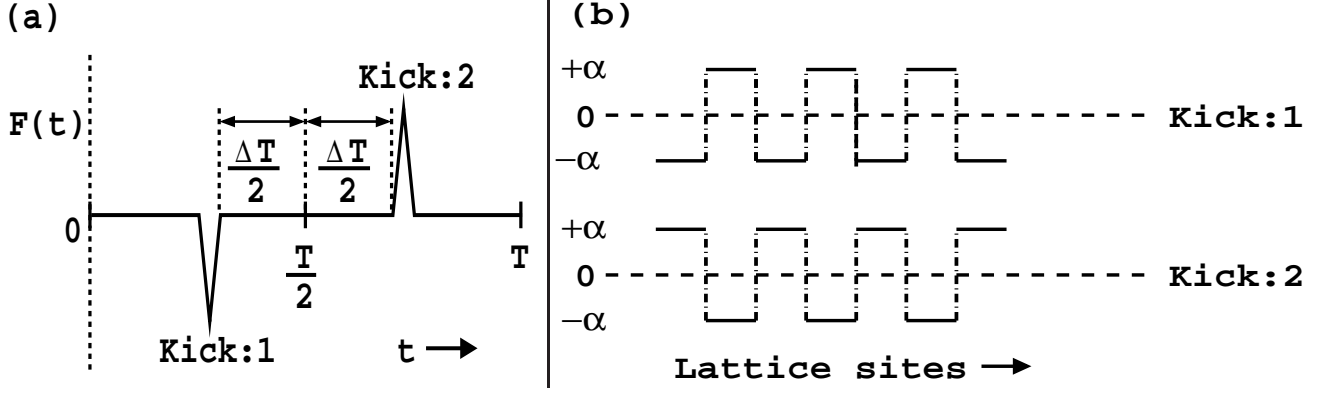 (a)
Kick:2
F(t)
ΔT/2
ΔT/2
0
T/2
T
Kick:1
t
(b)
+α
0
Kick:1
−α
+α
0
Kick:2
−α
Lattice sites